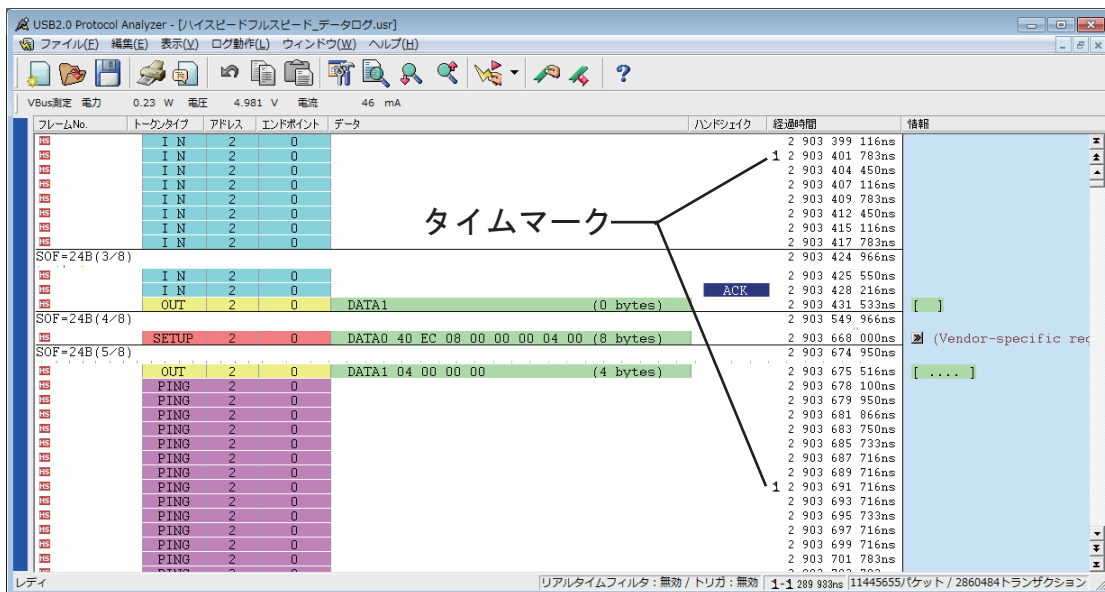 USB2.0 Protocol Analyzer - [ハイスピードフルスピード_データログ.usr]
ファイル(F) 編集(E) 表示(V) ログ動作(L) ウィンドウ(W) ヘルプ(H)
VBus測定 電力 0.23 W 電圧 4.981 V 電流 46 mA
フレームNo. トークンタイプ アドレス エンドポイント データ ハンドシェイク 経過時間 情報
HS I N 2 0 2 903 399 116ns
HS I N 2 0 1 2 903 401 783ns
HS I N 2 0 2 903 404 450ns
HS I N 2 0 2 903 407 116ns
HS I N 2 0 2 903 409 783ns
HS I N 2 0 2 903 412 450ns
HS I N 2 0 2 903 415 116ns
HS I N 2 0 2 903 417 783ns
タイムマーク
SOF=24B(3/8) 2 903 424 966ns
HS I N 2 0 2 903 425 550ns
HS I N 2 0 ACK 2 903 428 216ns
HS OUT 2 0 DATA1 (0 bytes) 2 903 431 533ns [ ]
SOF=24B(4/8) 2 903 549 966ns
HS SETUP 2 0 DATA0 40 EC 08 00 00 00 04 00 (8 bytes) 2 903 668 000ns (Vendor-specific req
SOF=24B(5/8) 2 903 674 950ns
HS OUT 2 0 DATA1 04 00 00 00 (4 bytes) 2 903 675 516ns [ .... ]
HS PING 2 0 2 903 678 100ns
HS PING 2 0 2 903 679 950ns
HS PING 2 0 2 903 681 866ns
HS PING 2 0 2 903 683 750ns
HS PING 2 0 2 903 685 733ns
HS PING 2 0 2 903 687 716ns
HS PING 2 0 2 903 689 716ns
HS PING 2 0 1 2 903 691 716ns
HS PING 2 0 2 903 693 716ns
HS PING 2 0 2 903 695 733ns
HS PING 2 0 2 903 697 716ns
HS PING 2 0 2 903 699 716ns
HS PING 2 0 2 903 701 783ns
レディ リアルタイムフィルタ : 無効 / トリガ : 無効 1-1 289 933ns 11445655パケット / 2860484トランザクション